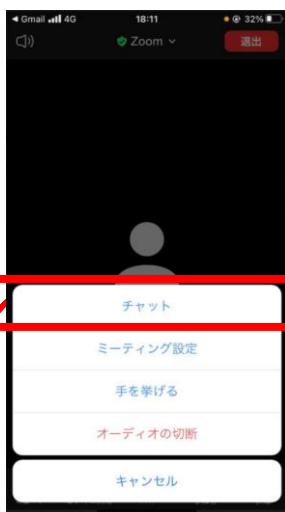 Gmail 4G 18:11 32%
Zoom 退出
チャット
ミーティング設定
手を挙げる
オーディオの切断
キャンセル